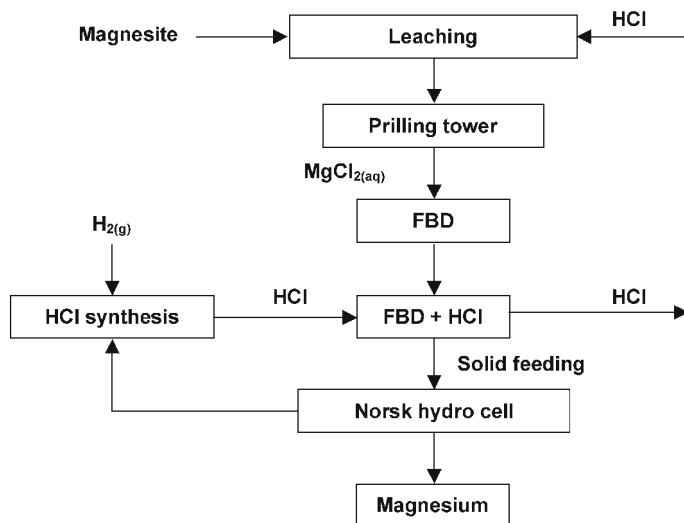 HCl
Magnesite
Leaching
Prilling tower
MgCl2(aq)
FBD
H2(g)
HCl
HCl
HCl synthesis
FBD + HCl
Solid feeding
Norsk hydro cell
Magnesium